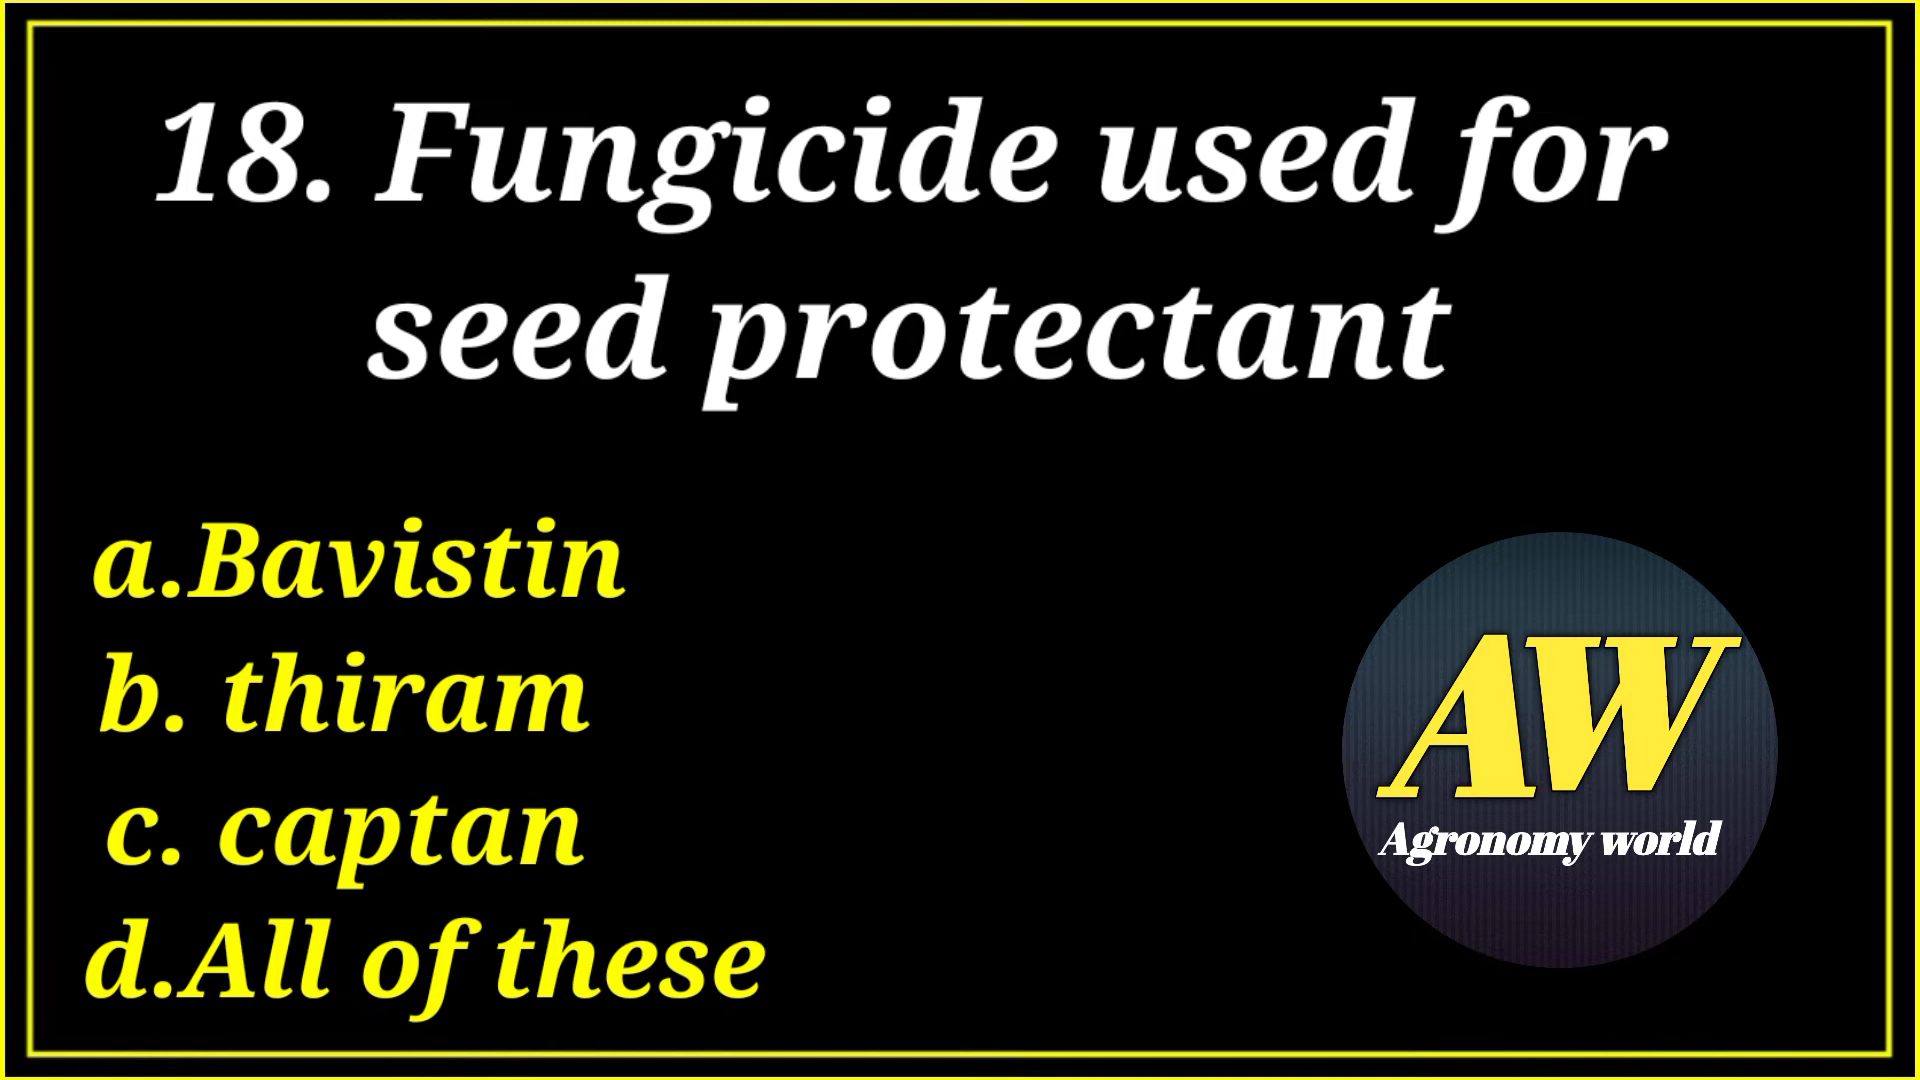 18. Fungicide used for
seed protectant
a.Bavistin
b. thiram
c. captan
d.All of these
AW
Agronomy world